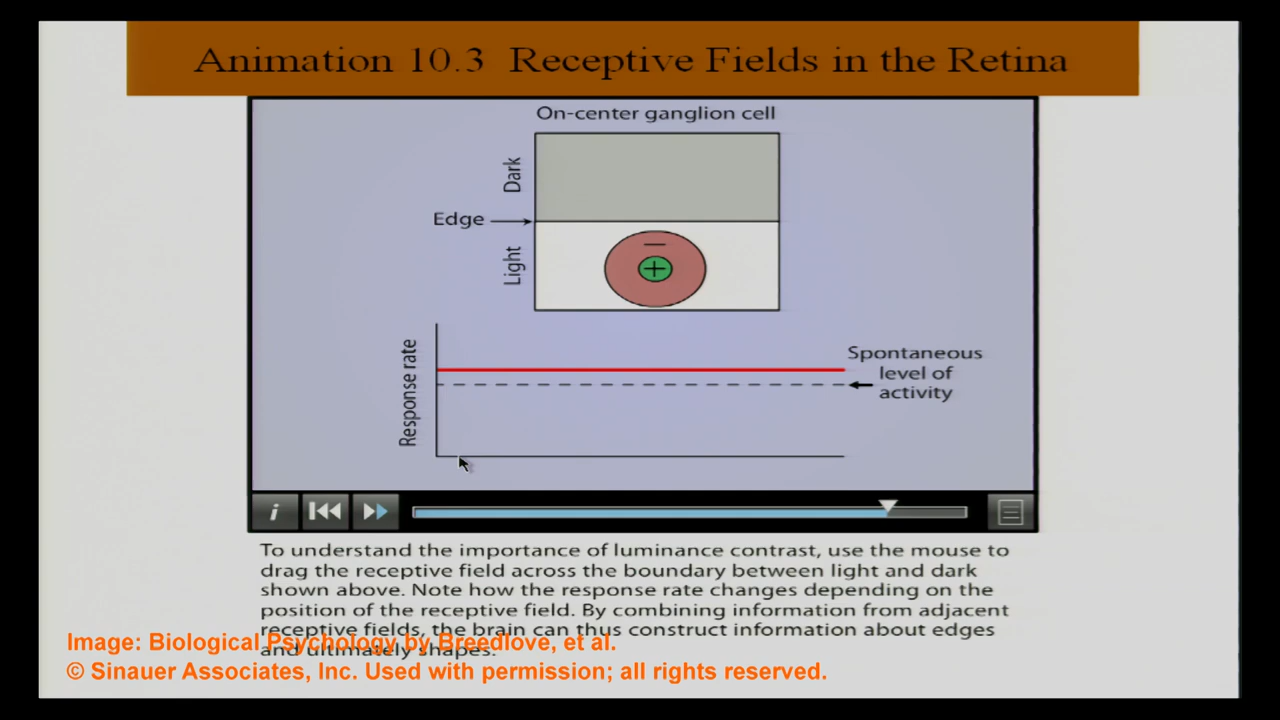 Animation 10.3 Receptive Fields in the Retina
On-center ganglion cell
Dark
Edge
Light
+
Response rate
Spontaneous
level of
activity
i
To understand the importance of luminance contrast, use the mouse to
drag the receptive field across the boundary between light and dark
shown above. Note how the response rate changes depending on the
position of the receptive field. By combining information from adjacent
receptive fields, the brain can thus construct information about edges
and ultimately shapes.
Image: Biological Psychology by Breedlove, et al.
© Sinauer Associates, Inc. Used with permission; all rights reserved.